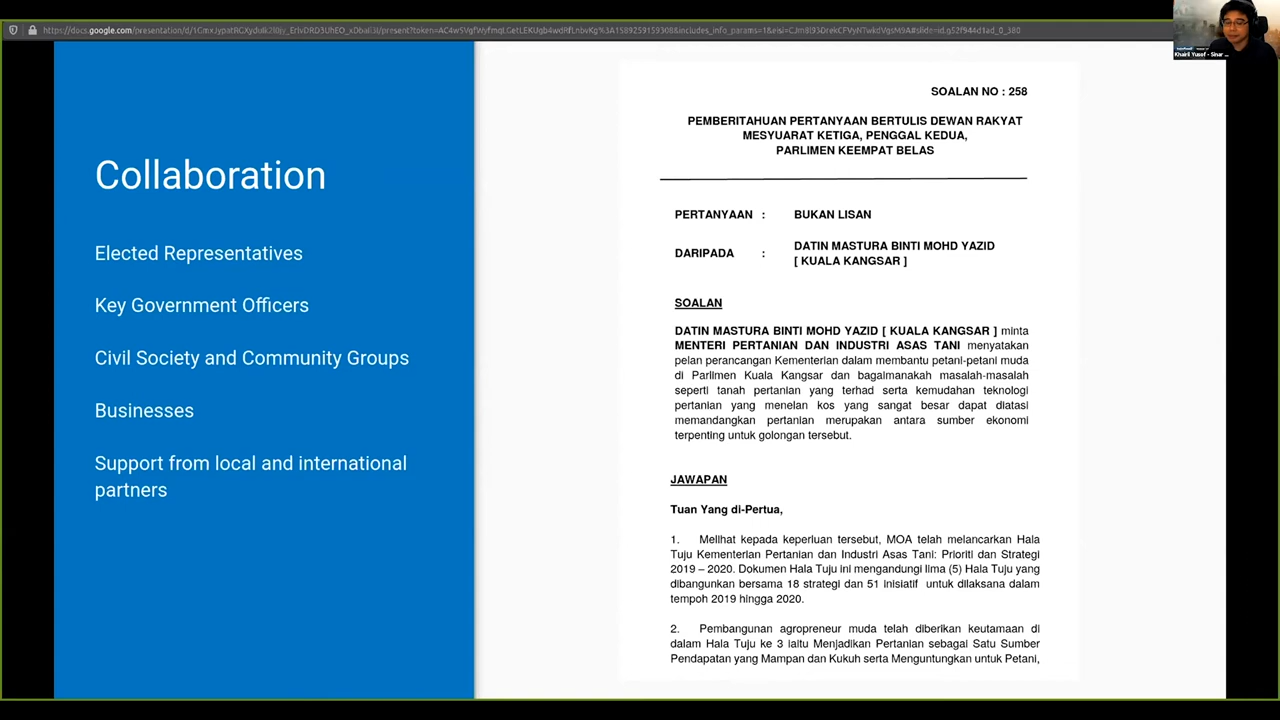 Collaboration
Elected Representatives
Key Government Officers
Civil Society and Community Groups
Businesses
Support from local and international
partners
SOALAN NO : 258
PEMBERITAHUAN PERTANYAAN BERTULIS DEWAN RAKYAT
MESYUARAT KETIGA, PENGGAL KEDUA,
PARLIMEN KEEMPAT BELAS
PERTANYAAN : BUKAN LISAN
DARIPADA : DATIN MASTURA BINTI MOHD YAZID
[ KUALA KANGSAR ]
SOALAN
DATIN MASTURA BINTI MOHD YAZID [ KUALA KANGSAR ] minta
MENTERI PERTANIAN DAN INDUSTRI ASAS TANI menyatakan
pelan perancangan Kementerian dalam membantu petani-petani muda
di Parlimen Kuala Kangsar dan bagaimanakah masalah-masalah
seperti tanah pertanian yang terhad serta kemudahan teknologi
pertanian yang menelan kos yang sangat besar dapat diatasi
memandangkan pertanian merupakan antara sumber ekonomi
terpenting untuk golongan tersebut.
JAWAPAN
Tuan Yang di-Pertua,
1. Melihat kepada keperluan tersebut, MOA telah melancarkan Hala
Tuju Kementerian Pertanian dan Industri Asas Tani: Prioriti dan Strategi
2019 – 2020. Dokumen Hala Tuju ini mengandungi lima (5) Hala Tuju yang
dibangunkan bersama 18 strategi dan 51 inisiatif untuk dilaksana dalam
tempoh 2019 hingga 2020.
2. Pembangunan agropreneur muda telah diberikan keutamaan di
dalam Hala Tuju ke 3 iaitu Menjadikan Pertanian sebagai Satu Sumber
Pendapatan yang Mampan dan Kukuh serta Menguntungkan untuk Petani,
Khairil Yusof - Sinar ...